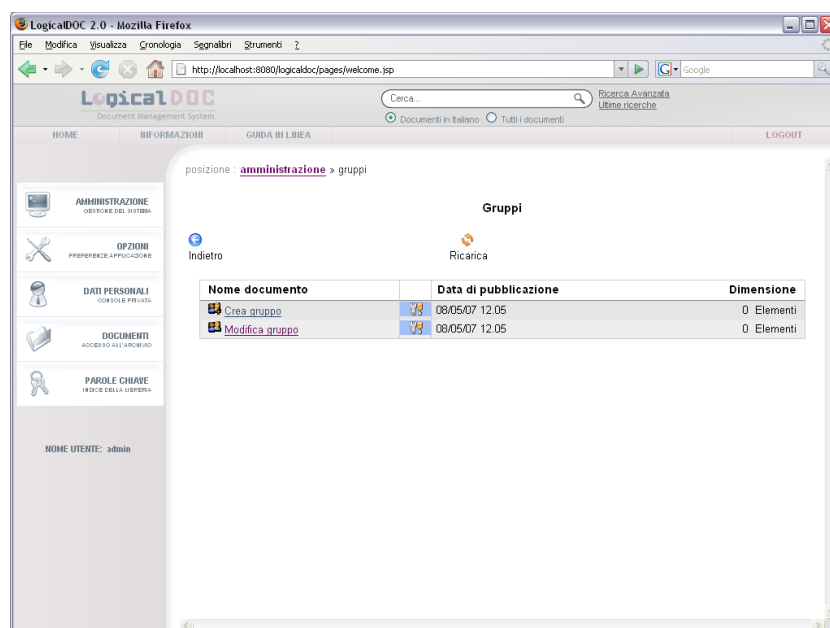 LogicalDOC 2.0 - Mozilla Firefox
File Modifica Visualizza Cronologia Segnalibri Strumenti ?
http://localhost:8080/logicaldoc/pages/welcome.jsp
G Google
LogicalDOC
Document Management System
Cerca...
Ricerca Avanzata
Ultime ricerche
Documenti in Italiano Tutti i documenti
HOME INFORMAZIONI GUIDA IN LINEA LOGOUT
posizione : amministrazione » gruppi
AMMINISTRAZIONE
GESTIONE DEL SISTEMA
OPZIONI
PREFERENZE APPLICAZIONE
DATI PERSONALI
CONSOLE PRIVATA
DOCUMENTI
ACCESSO ALL'ARCHIVIO
PAROLE CHIAVE
INDICE DELLA LIBRERIA
NOME UTENTE: admin
Gruppi
Indietro Ricarica
Nome documento Data di pubblicazione Dimensione
Crea gruppo 08/05/07 12.05 0 Elementi
Modifica gruppo 08/05/07 12.05 0 Elementi